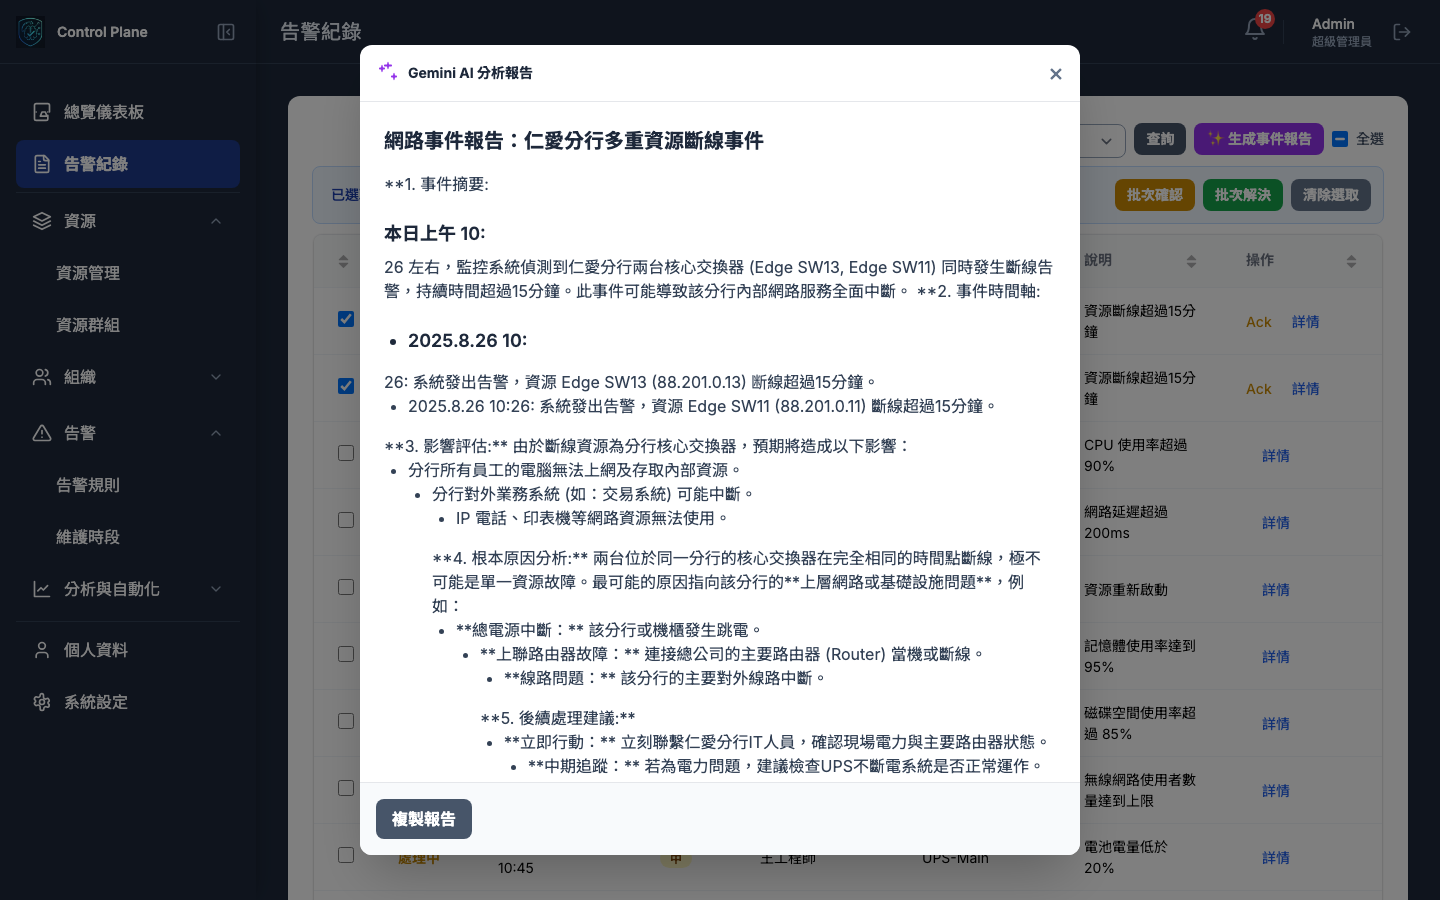 Control Plane
告警紀錄
19
Admin
超級管理員
總覽儀表板
告警紀錄
資源
資源管理
資源群組
組織
告警
告警規則
維護時段
分析與自動化
個人資料
系統設定
查詢
✨ 生成事件報告
全選
已選
批次確認
批次解決
清除選取
說明
操作
資源斷線超過15分
鐘
Ack
詳情
資源斷線超過15分
鐘
Ack
詳情
CPU 使用率超過
90%
詳情
網路延遲超過
200ms
詳情
資源重新啟動
詳情
記憶體使用率達到
95%
詳情
磁碟空間使用率超
過 85%
詳情
無線網路使用者數
量達到上限
詳情
處理中
10:45
中
王工程師
UPS-Main
電池電量低於
20%
詳情
Gemini AI 分析報告
網路事件報告：仁愛分行多重資源斷線事件
**1. 事件摘要:
本日上午 10:
26 左右，監控系統偵測到仁愛分行兩台核心交換器 (Edge SW13, Edge SW11) 同時發生斷線告
警，持續時間超過15分鐘。此事件可能導致該分行內部網路服務全面中斷。 **2. 事件時間軸:
• 2025.8.26 10:
26: 系統發出告警，資源 Edge SW13 (88.201.0.13) 斷線超過15分鐘。
• 2025.8.26 10:26: 系統發出告警，資源 Edge SW11 (88.201.0.11) 斷線超過15分鐘。
**3. 影響評估:** 由於斷線資源為分行核心交換器，預期將造成以下影響：
• 分行所有員工的電腦無法上網及存取內部資源。
• 分行對外業務系統 (如：交易系統) 可能中斷。
• IP 電話、印表機等網路資源無法使用。
**4. 根本原因分析:** 兩台位於同一分行的核心交換器在完全相同的時間點斷線，極不
可能是單一資源故障。最可能的原因指向該分行的**上層網路或基礎設施問題**，例
如：
• **總電源中斷：** 該分行或機櫃發生跳電。
• **上聯路由器故障：** 連接總公司的主要路由器 (Router) 當機或斷線。
• **線路問題：** 該分行的主要對外線路中斷。
**5. 後續處理建議:**
• **立即行動：** 立刻聯繫仁愛分行IT人員，確認現場電力與主要路由器狀態。
• **中期追蹤：** 若為電力問題，建議檢查UPS不斷電系統是否正常運作。
複製報告